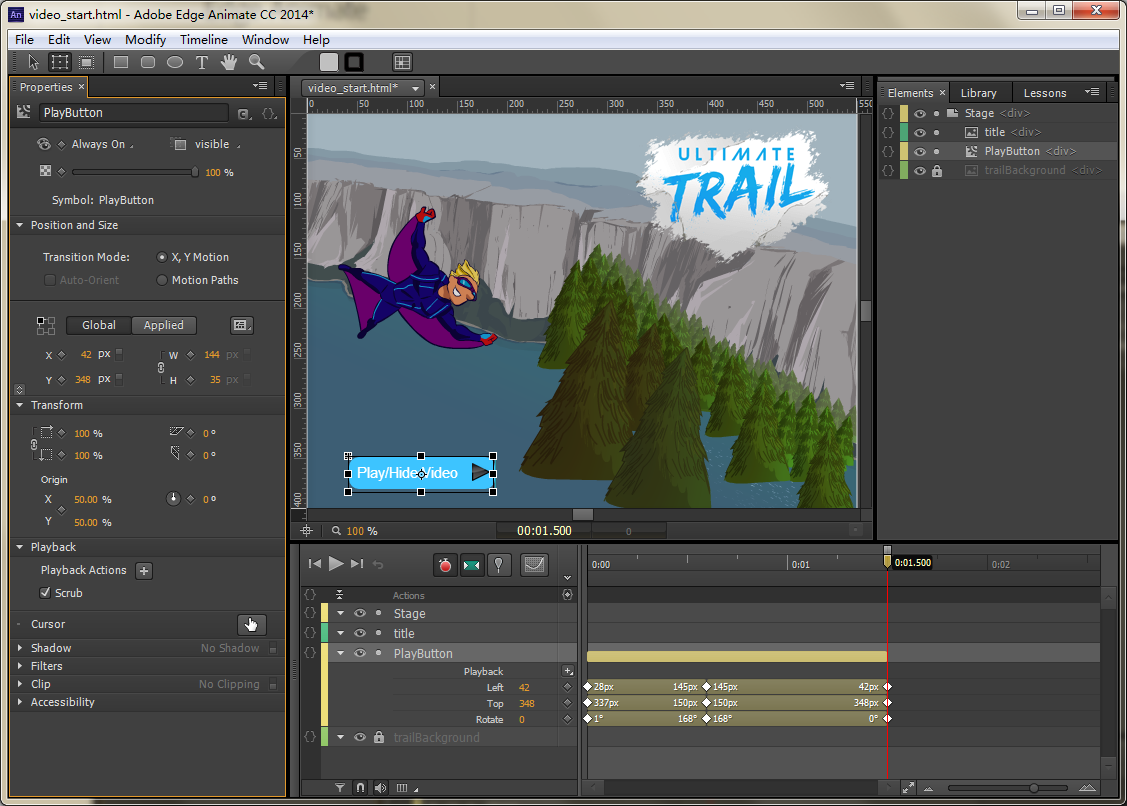 An video_start.html - Adobe Edge Animate CC 2014*
File Edit View Modify Timeline Window Help
T
Properties ×
PlayButton
C {}
Always On
visible
100 %
Symbol: PlayButton
Position and Size
Transition Mode:
X, Y Motion
Auto-Orient
Motion Paths
Global Applied
X 42 px W 144 px
Y 348 px H 35 px
Transform
100 % 0°
100 % 0°
Origin
X 50.00 % 0°
Y 50.00 %
Playback
Playback Actions +
Scrub
Cursor
Shadow No Shadow
Filters
Clip No Clipping
Accessibility
video_start.html* ×
0 50 100 150 200 250 300 350 400 450 500 550
0
50
100
150
200
250
300
350
400
ULTIMATE
TRAIL
Play/Hide Video
100 %
00:01.500
0
Elements × Library Lessons
{} Stage <div>
{} title <div>
{} PlayButton <div>
{} trailBackground <div>
0:00 0:01 0:01.500 0:02
{} Actions
{} Stage
{} title
{} PlayButton
Playback
Left 42 28px 145px 145px 42px
Top 348 337px 150px 150px 348px
Rotate 0 1° 168° 168° 0°
{} trailBackground